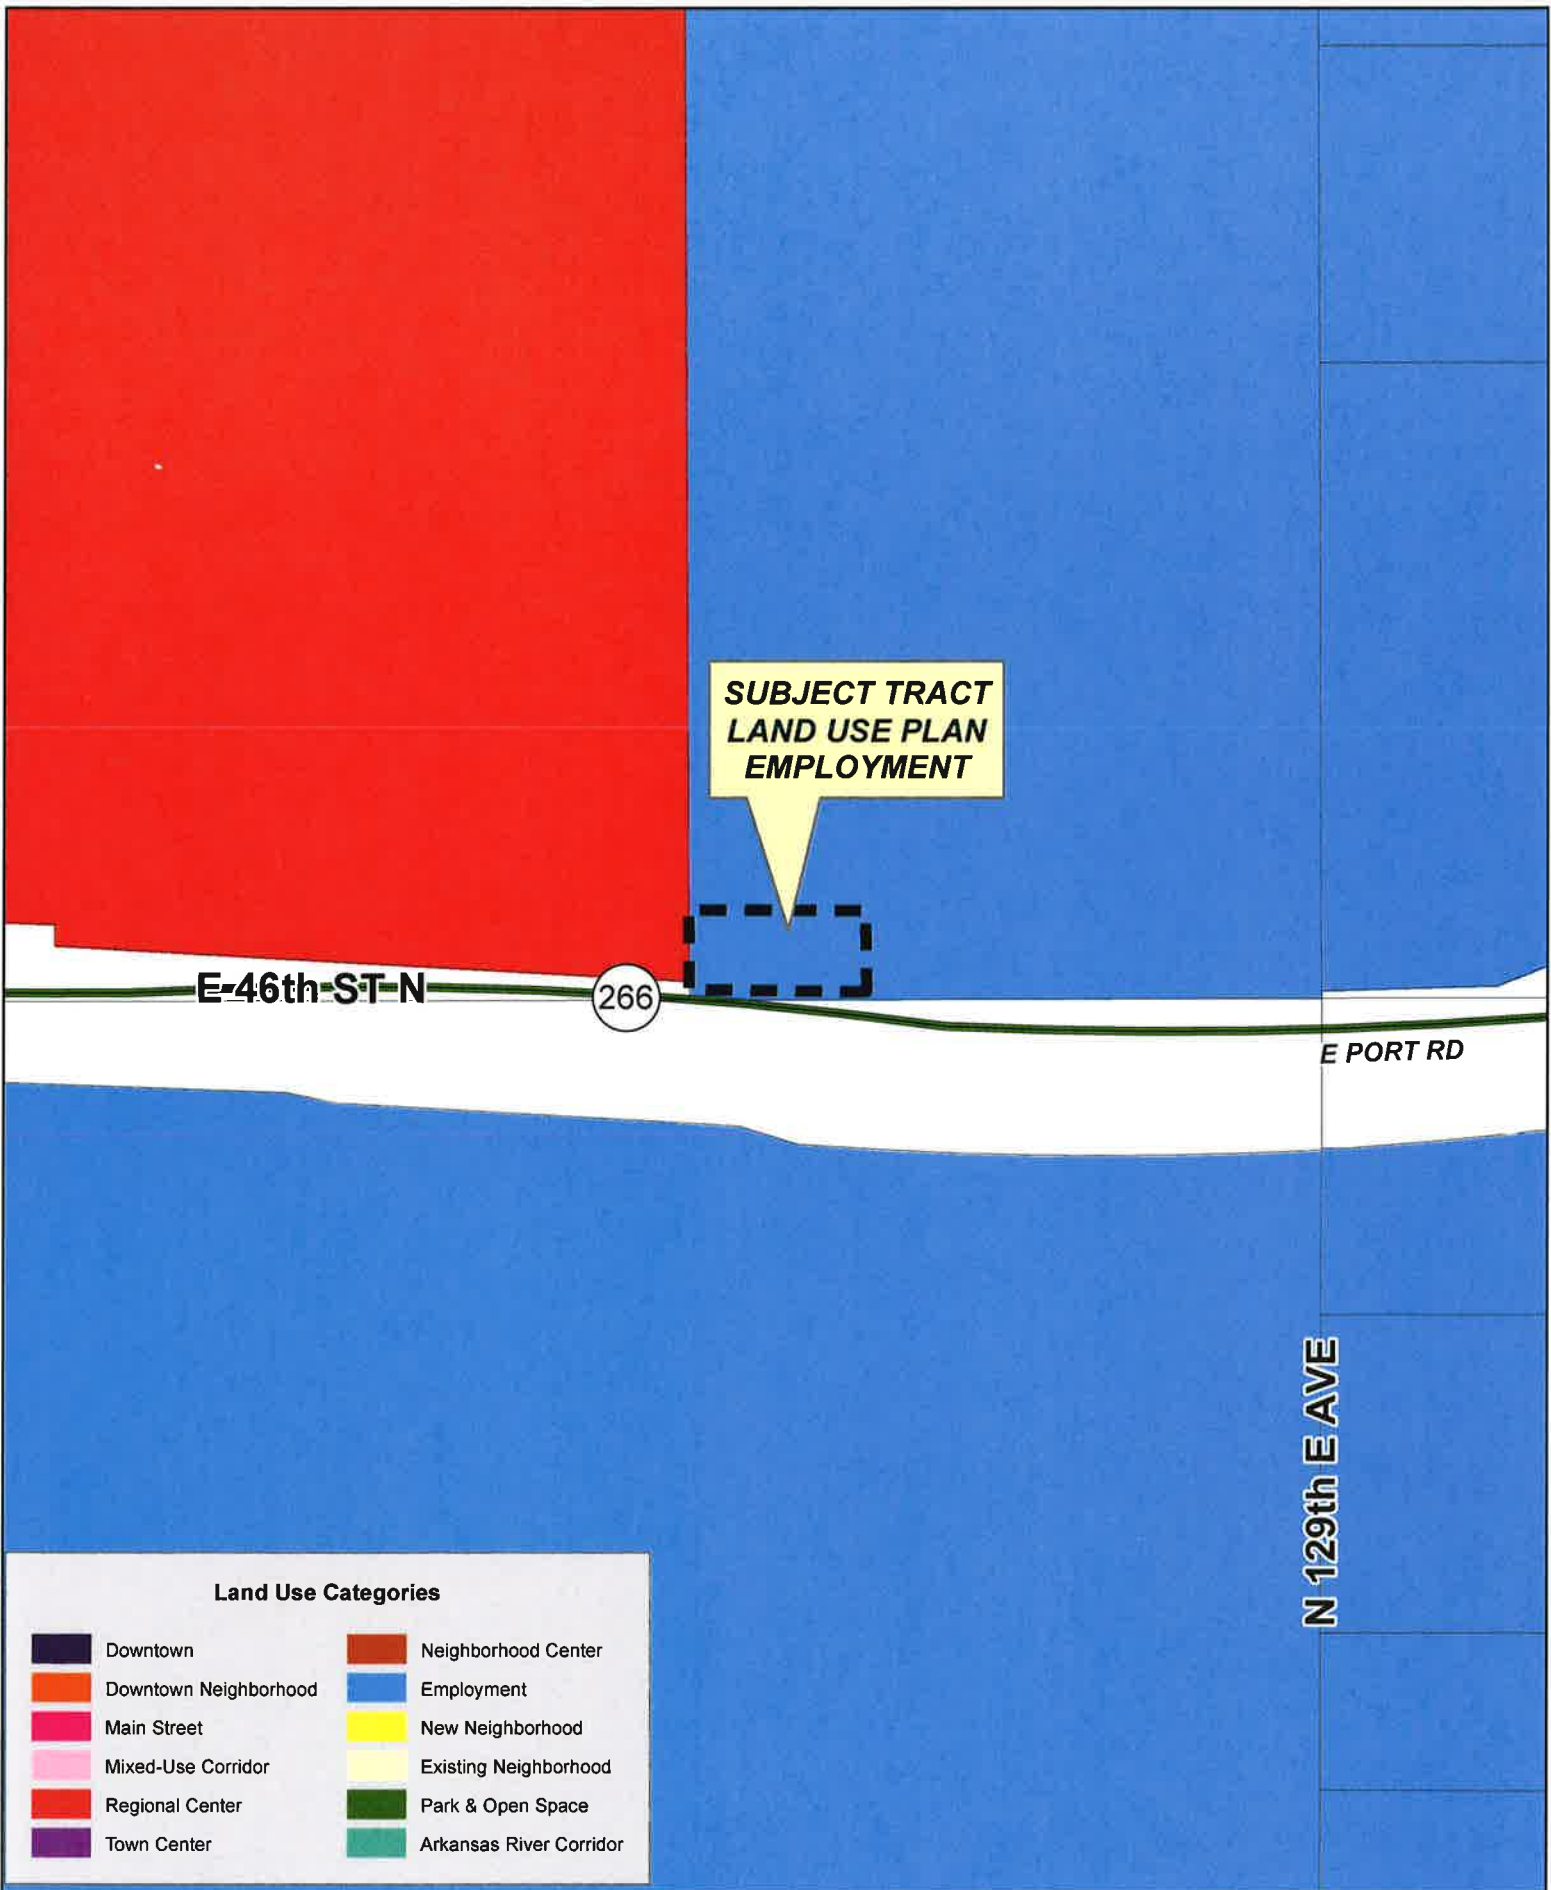 SUBJECT TRACT
LAND USE PLAN
EMPLOYMENT
E 46th ST N
266
E PORT RD
N 129th E AVE
Land Use Categories
Downtown
Downtown Neighborhood
Main Street
Mixed-Use Corridor
Regional Center
Town Center
Neighborhood Center
Employment
New Neighborhood
Existing Neighborhood
Park & Open Space
Arkansas River Corridor